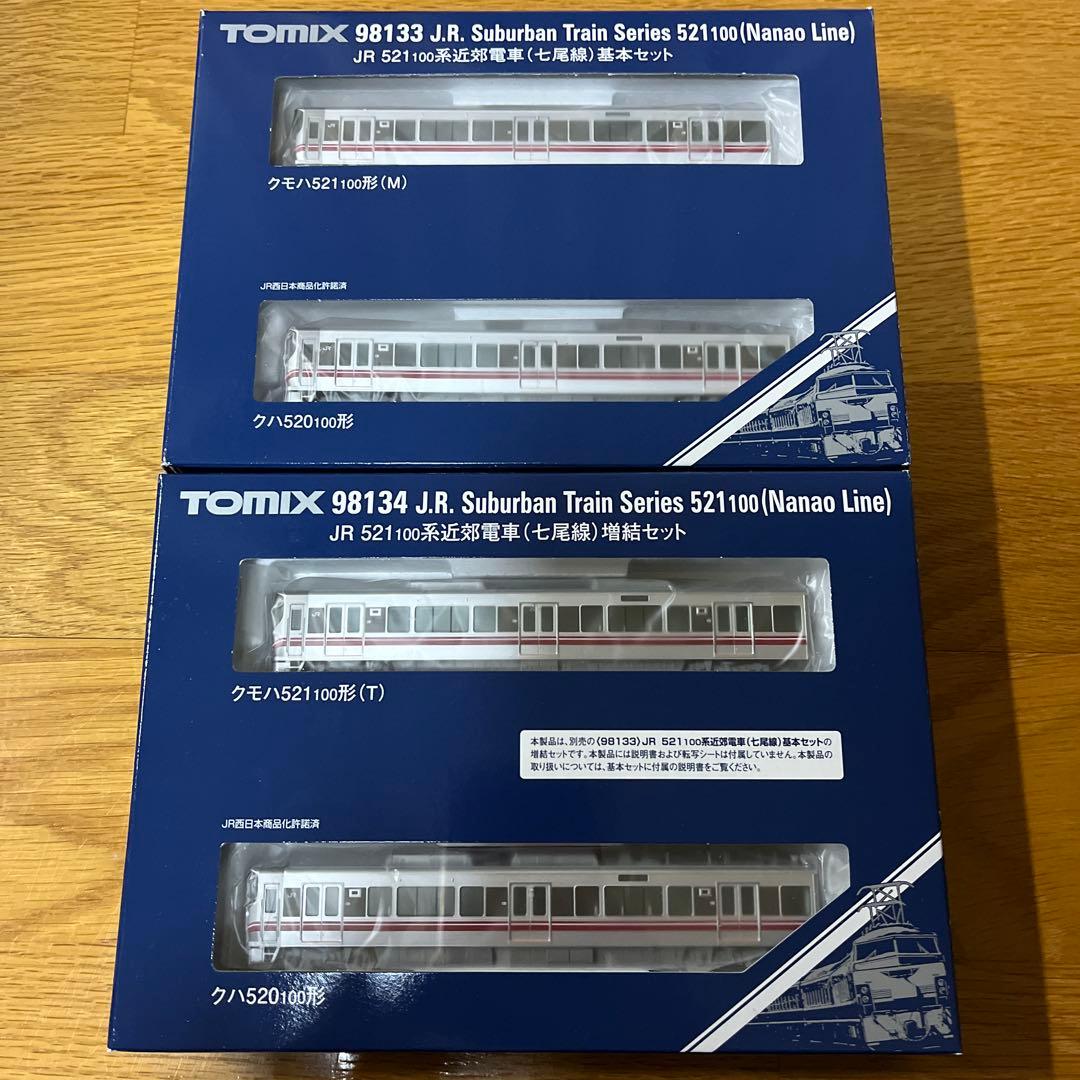 TOMIX 98133 J.R. Suburban Train Series 521100(Nanao Line)
JR 521100系近郊電車(七尾線)基本セット
クモハ521100形(M)
JR西日本商品化許諾済
クハ520100形
TOMIX 98134 J.R. Suburban Train Series 521100(Nanao Line)
JR 521100系近郊電車(七尾線)増結セット
クモハ521100形(T)
本製品は、別売の〈98133〉JR 521100系近郊電車(七尾線)基本セットの
増結セットです。本製品には説明書および転写シートは付属していません。本製品の
取り扱いについては、基本セットに付属の説明書をご覧ください。
JR西日本商品化許諾済
クハ520100形